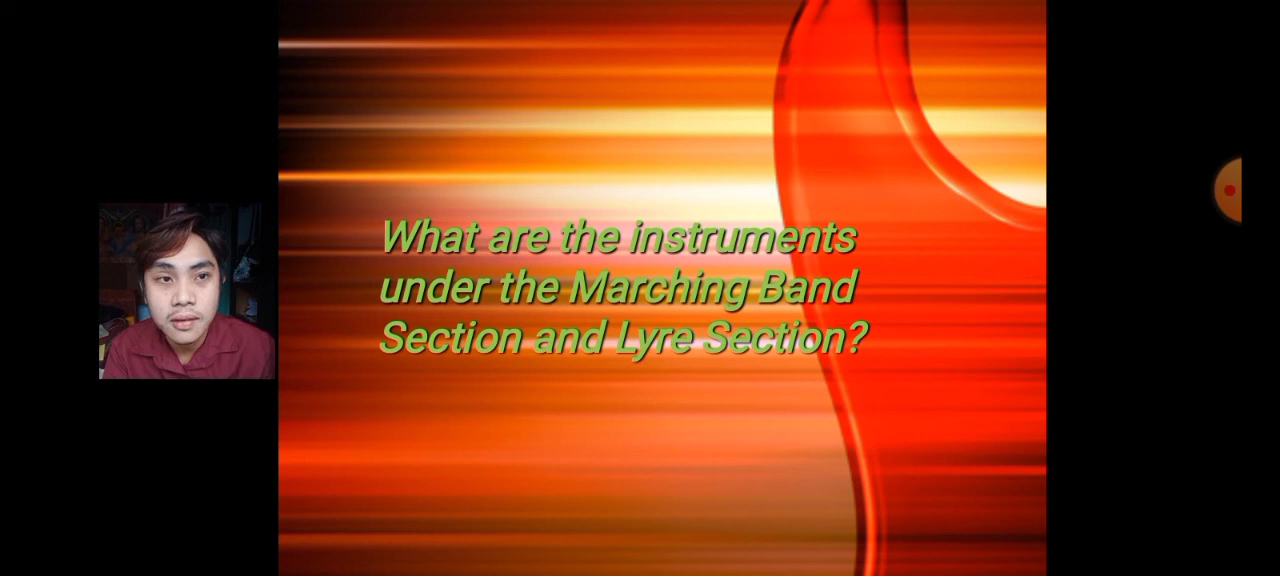 What are the instruments
under the Marching Band
Section and Lyre Section?